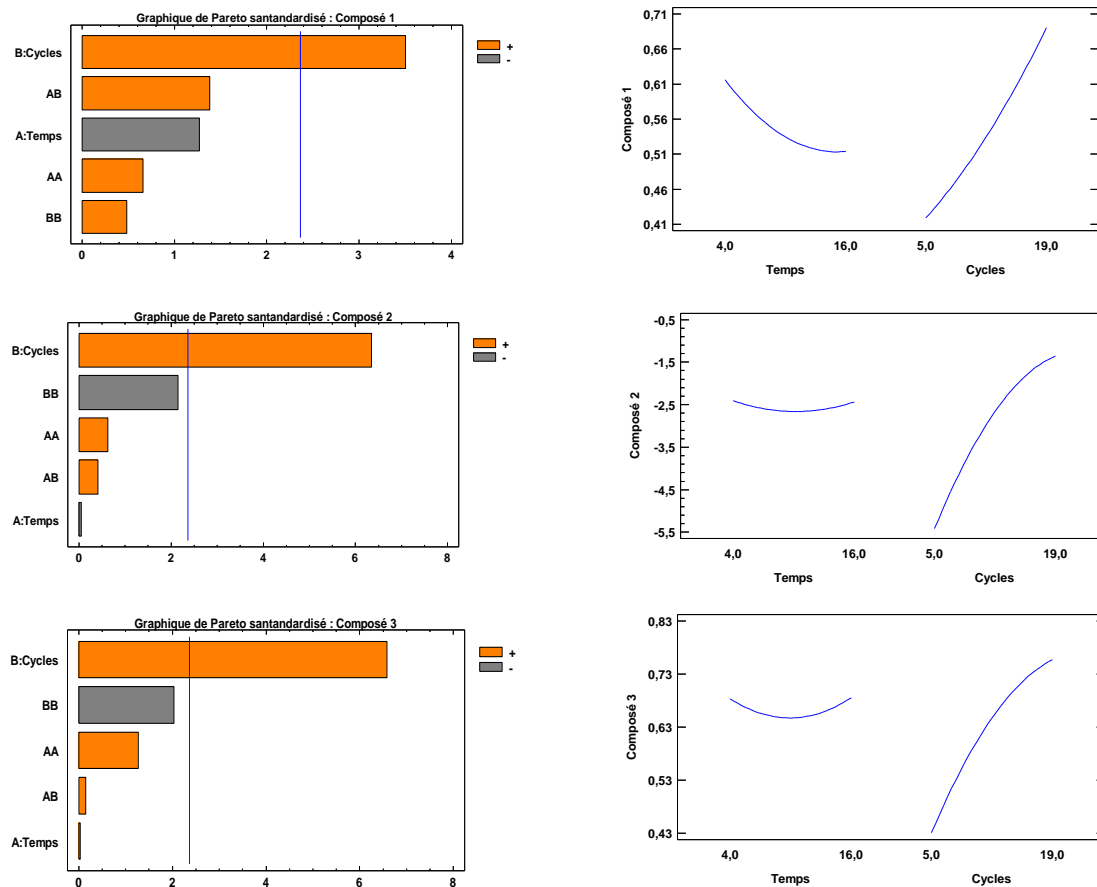 Graphique de Pareto santandardisé : Composé 1
B:Cycles
AB
A:Temps
AA
BB
0 1 2 3 4
+
-
Composé 1
0,71
0,66
0,61
0,56
0,51
0,46
0,41
4,0 16,0 5,0 19,0
Temps Cycles
Graphique de Pareto santandardisé : Composé 2
B:Cycles
BB
AA
AB
A:Temps
0 2 4 6 8
+
-
Composé 2
-0,5
-1,5
-2,5
-3,5
-4,5
-5,5
4,0 16,0 5,0 19,0
Temps Cycles
Graphique de Pareto santandardisé : Composé 3
B:Cycles
BB
AA
AB
A:Temps
0 2 4 6 8
+
-
Composé 3
0,83
0,73
0,63
0,53
0,43
4,0 16,0 5,0 19,0
Temps Cycles